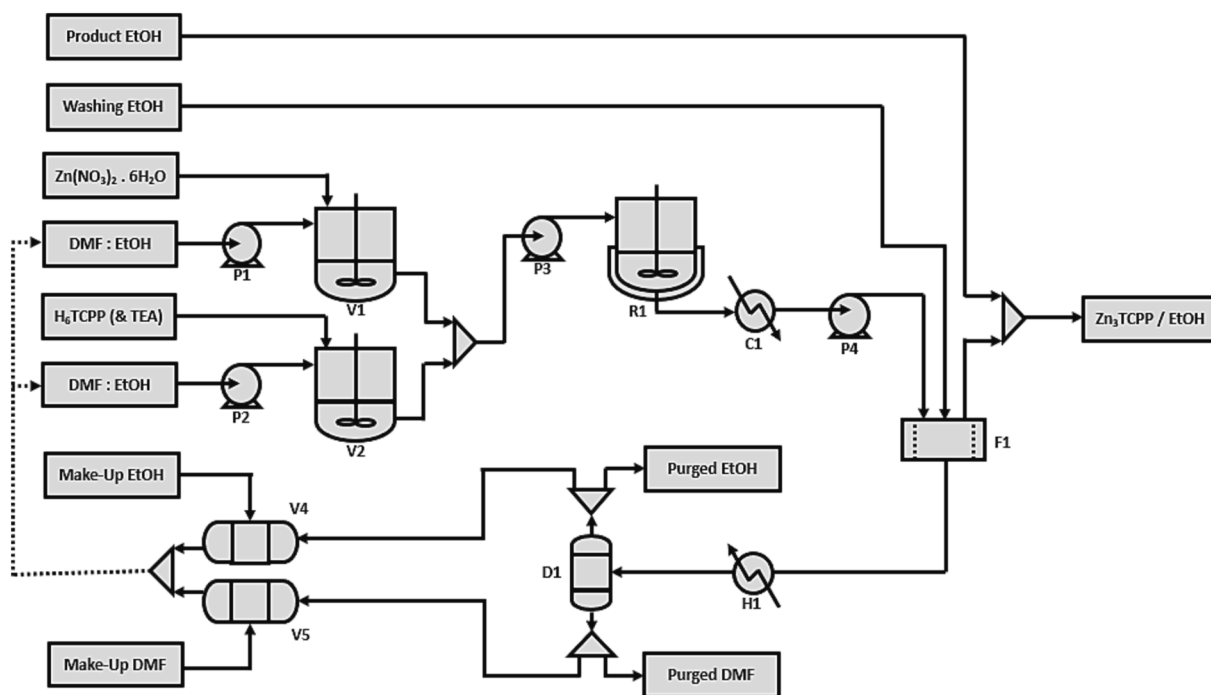 Product EtOH
Washing EtOH
Zn(NO₃)₂ . 6H₂O
DMF : EtOH
P1
V1
P3
R1
C1
P4
Zn₃TCPP / EtOH
H₆TCPP (& TEA)
DMF : EtOH
P2
V2
F1
Make-Up EtOH
V4
Purged EtOH
D1
H1
V5
Make-Up DMF
Purged DMF